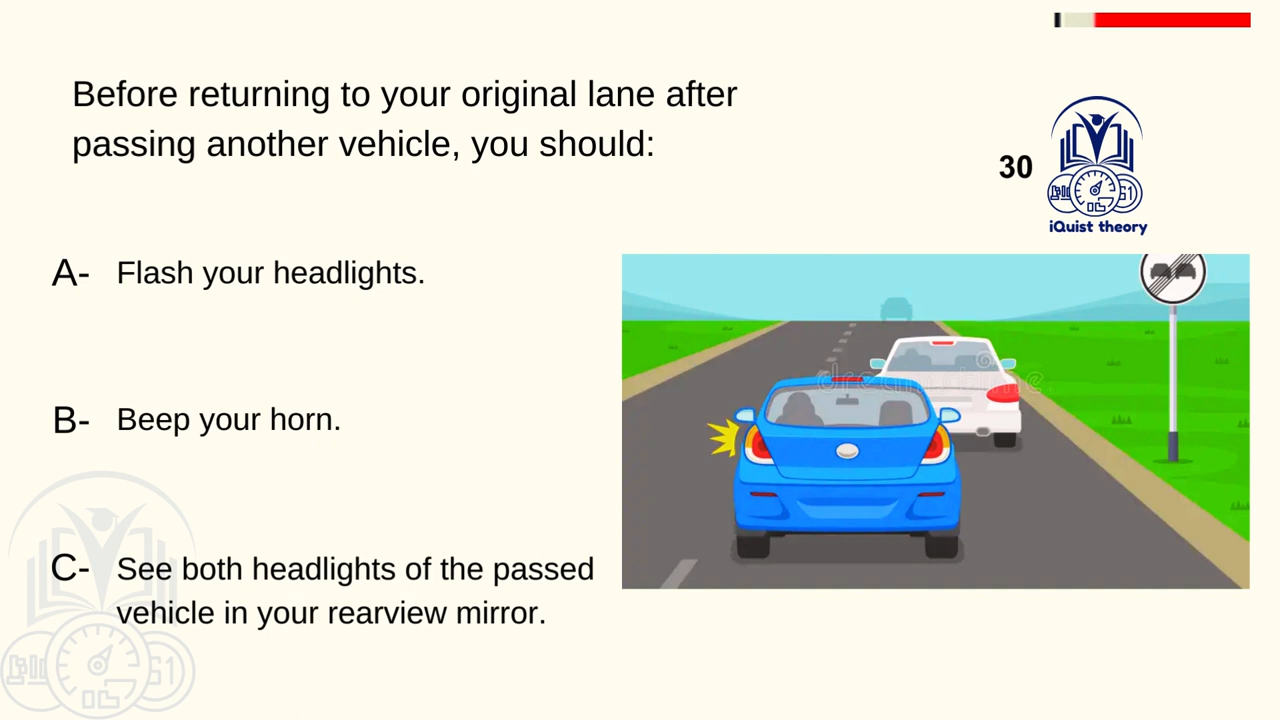 Before returning to your original lane after
passing another vehicle, you should:
30
iQuist theory
A- Flash your headlights.
B- Beep your horn.
dreamstime.
C- See both headlights of the passed
vehicle in your rearview mirror.